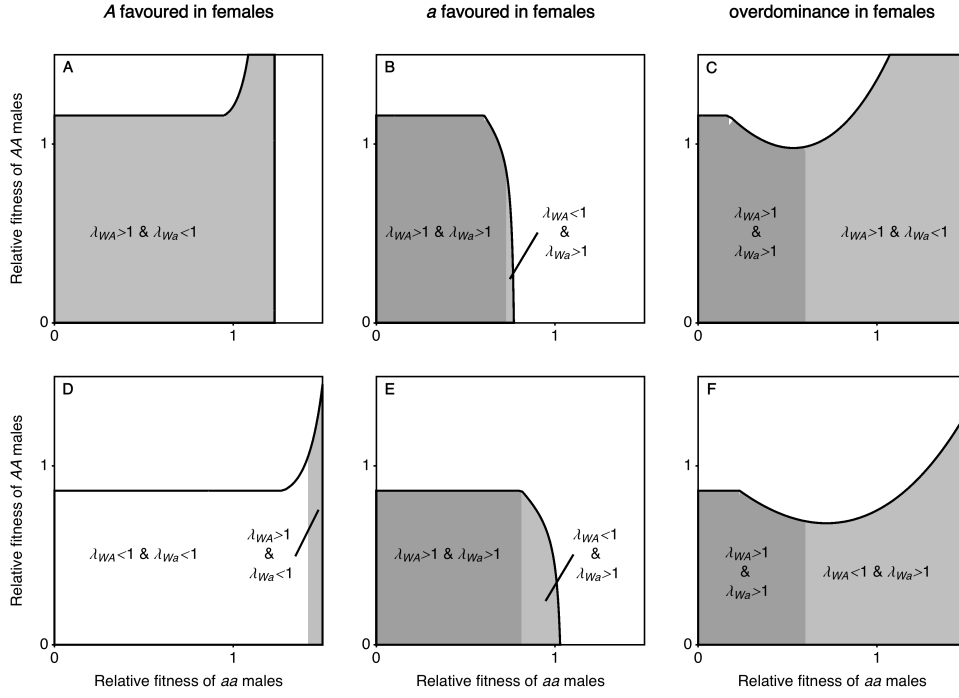 A favoured in females
a favoured in females
overdominance in females
A
Relative fitness of AA males
1
0
0
1
λWA>1 & λWa<1
B
1
0
0
1
λWA>1 & λWa>1
λWA<1
&
λWa>1
C
1
0
0
1
λWA>1
&
λWa>1
λWA>1 & λWa<1
D
Relative fitness of AA males
1
0
0
1
λWA<1 & λWa<1
λWA>1
&
λWa<1
Relative fitness of aa males
E
1
0
0
1
λWA>1 & λWa>1
λWA<1
&
λWa>1
Relative fitness of aa males
F
1
0
0
1
λWA>1
&
λWa>1
λWA<1 & λWa>1
Relative fitness of aa males